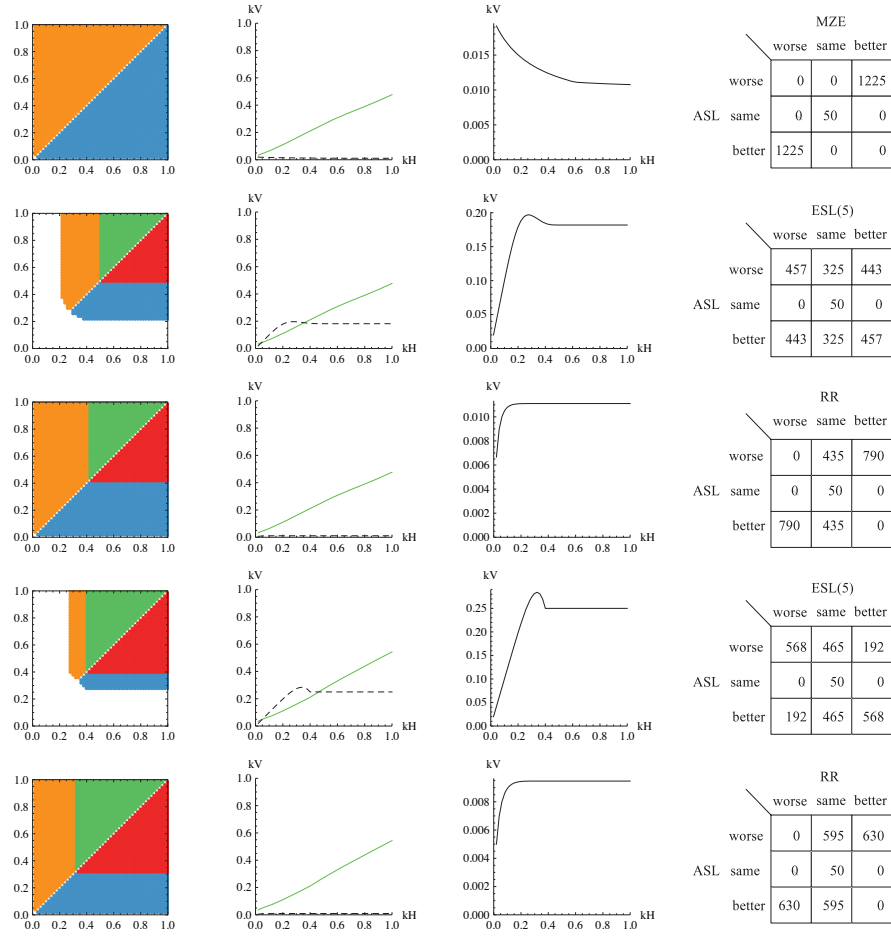 1.0
0.8
0.6
0.4
0.2
0.0
0.0 0.2 0.4 0.6 0.8 1.0
kV
1.0
0.8
0.6
0.4
0.2
0.0
0.0 0.2 0.4 0.6 0.8 1.0
kH
kV
0.015
0.010
0.005
0.000
0.0 0.2 0.4 0.6 0.8 1.0
kH
MZE
worse same better
worse 0 0 1225
ASL same 0 50 0
better 1225 0 0
1.0
0.8
0.6
0.4
0.2
0.0
0.0 0.2 0.4 0.6 0.8 1.0
kV
1.0
0.8
0.6
0.4
0.2
0.0
0.0 0.2 0.4 0.6 0.8 1.0
kH
kV
0.20
0.15
0.10
0.05
0.00
0.0 0.2 0.4 0.6 0.8 1.0
kH
ESL(5)
worse same better
worse 457 325 443
ASL same 0 50 0
better 443 325 457
1.0
0.8
0.6
0.4
0.2
0.0
0.0 0.2 0.4 0.6 0.8 1.0
kV
1.0
0.8
0.6
0.4
0.2
0.0
0.0 0.2 0.4 0.6 0.8 1.0
kH
kV
0.010
0.008
0.006
0.004
0.002
0.000
0.0 0.2 0.4 0.6 0.8 1.0
kH
RR
worse same better
worse 0 435 790
ASL same 0 50 0
better 790 435 0
1.0
0.8
0.6
0.4
0.2
0.0
0.0 0.2 0.4 0.6 0.8 1.0
kV
1.0
0.8
0.6
0.4
0.2
0.0
0.0 0.2 0.4 0.6 0.8 1.0
kH
kV
0.25
0.20
0.15
0.10
0.05
0.00
0.0 0.2 0.4 0.6 0.8 1.0
kH
ESL(5)
worse same better
worse 568 465 192
ASL same 0 50 0
better 192 465 568
1.0
0.8
0.6
0.4
0.2
0.0
0.0 0.2 0.4 0.6 0.8 1.0
kV
1.0
0.8
0.6
0.4
0.2
0.0
0.0 0.2 0.4 0.6 0.8 1.0
kH
kV
0.008
0.006
0.004
0.002
0.000
0.0 0.2 0.4 0.6 0.8 1.0
kH
RR
worse same better
worse 0 595 630
ASL same 0 50 0
better 630 595 0